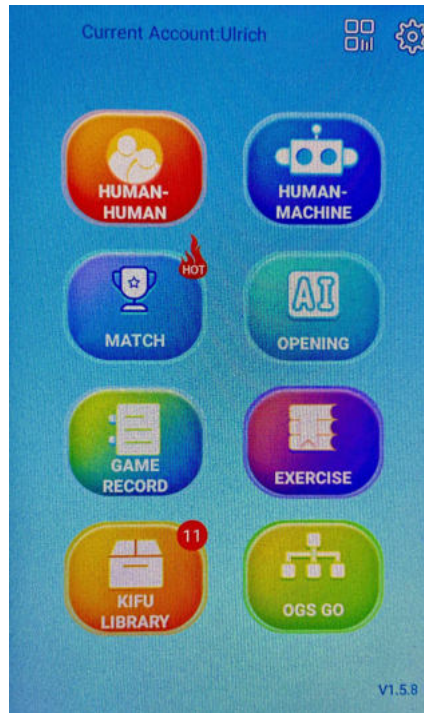 Current Account:Ulrich
HUMAN-
HUMAN
HUMAN-
MACHINE
HOT
MATCH
AI
OPENING
GAME
RECORD
EXERCISE
11
KIFU
LIBRARY
OGS GO
V1.5.8